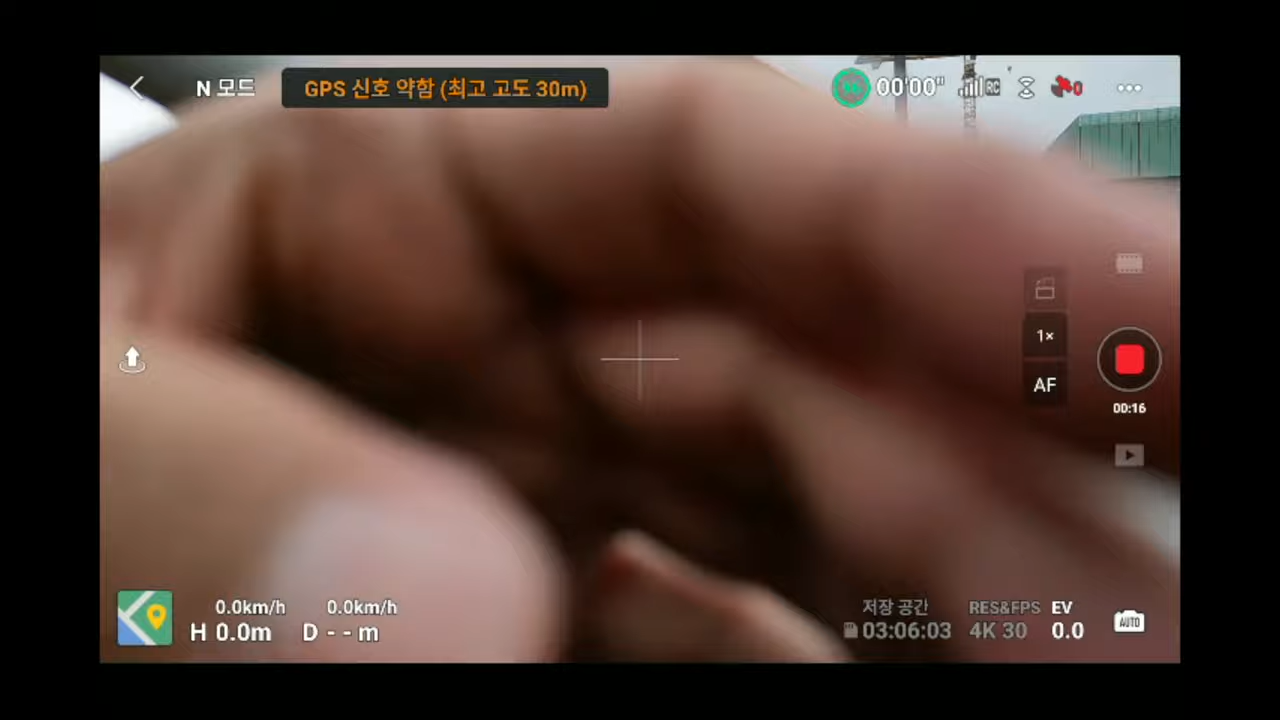 N 모드
GPS 신호 약함 (최고 고도 30m)
00'00"
RC
0
1×
AF
00:16
0.0km/h
0.0km/h
H 0.0m
D - - m
저장 공간
03:06:03
RES&FPS
4K 30
EV
0.0
AUTO